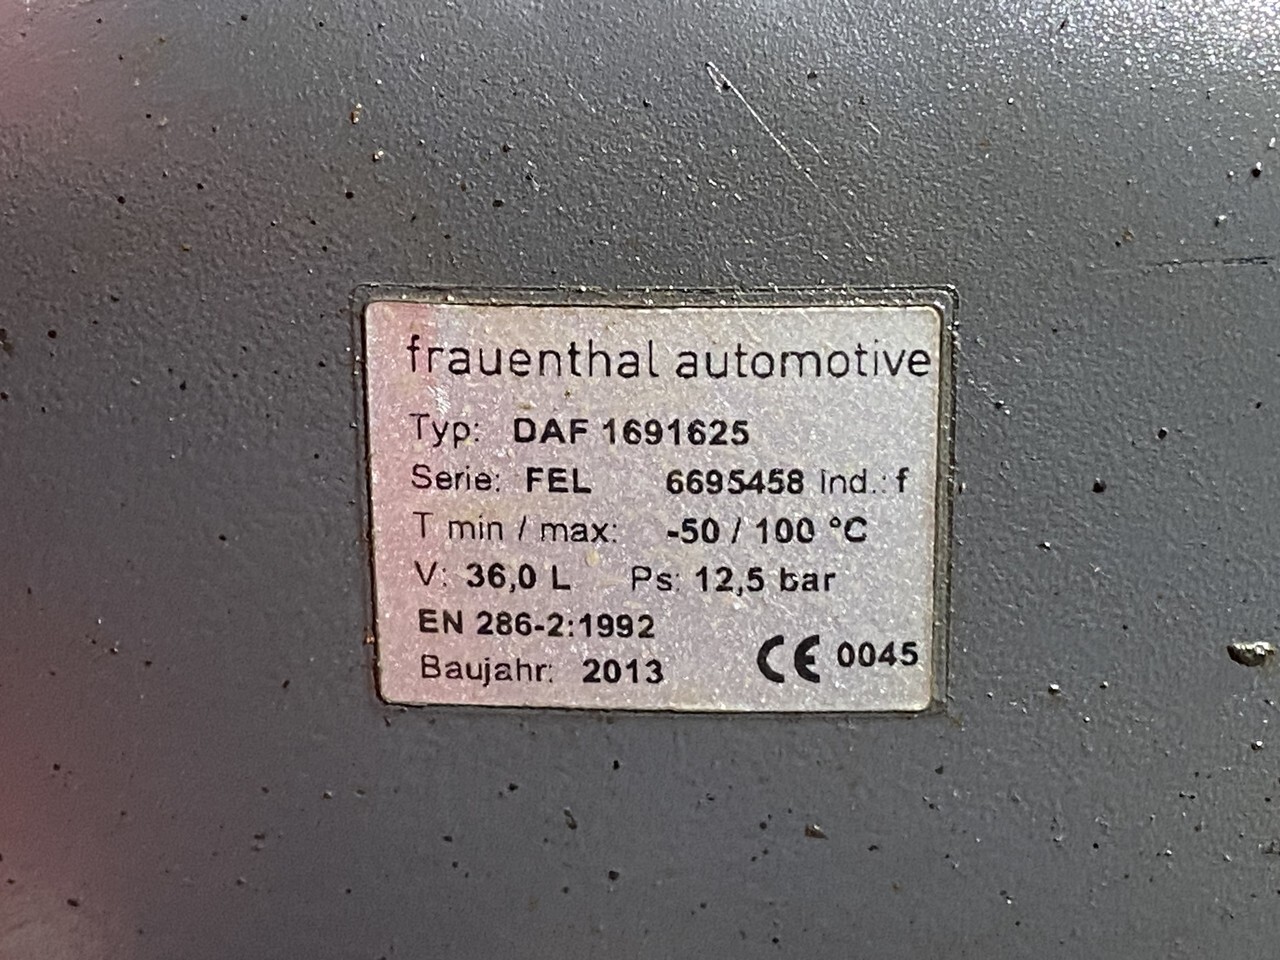 frauenthal automotive
Typ: DAF 1691625
Serie: FEL 6695458 Ind.: f
T min / max: -50 / 100 °C
V: 36,0 L Ps: 12,5 bar
EN 286-2:1992
Baujahr: 2013 CE 0045